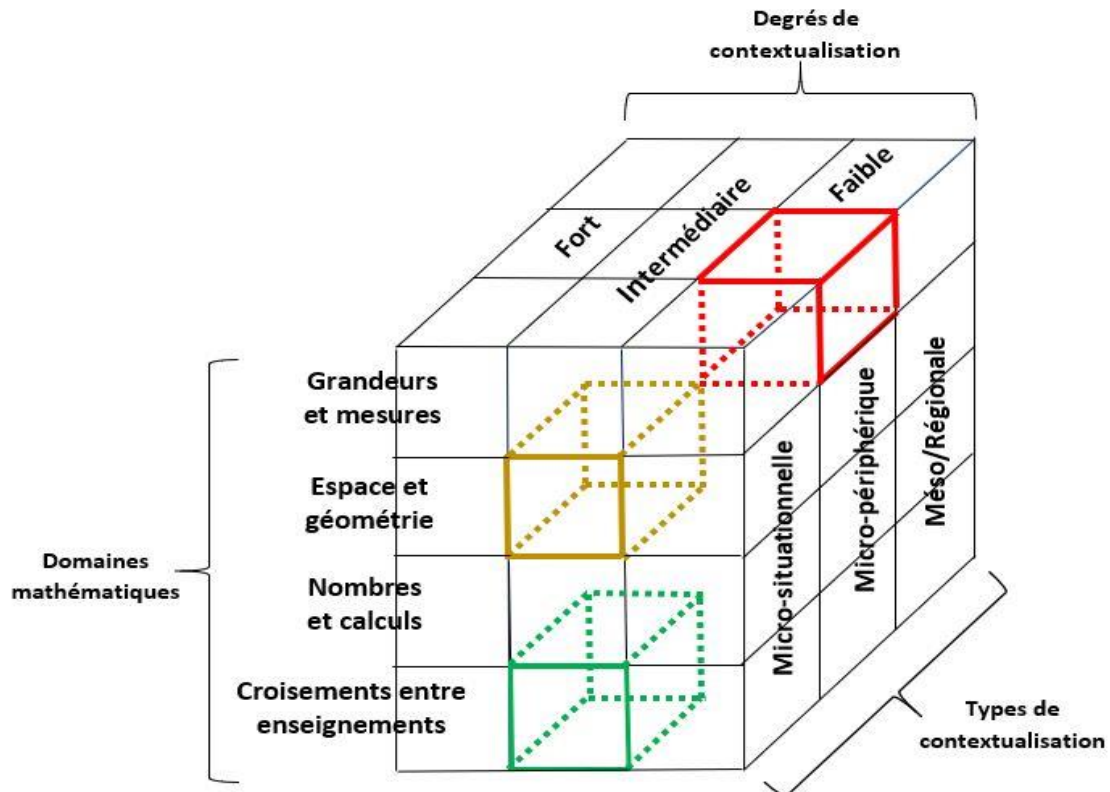 Degrés de
contextualisation
Fort
Intermédiaire
Faible
Grandeurs
et mesures
Espace et
géométrie
Nombres
et calculs
Croisements entre
enseignements
Domaines
mathématiques
Micro-situationnelle
Micro-périphérique
Méso/Régionale
Types de
contextualisation